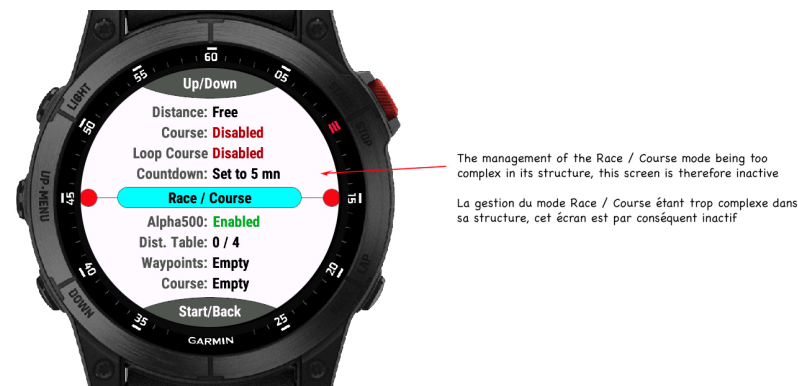 60
55
05
50
45
15
40
20
35
25
LIGHT
UP·MENU
DOWN
STOP
LAP
Up/Down
Distance: Free
Course: Disabled
Loop Course Disabled
Countdown: Set to 5 mn
Race / Course
Alpha500: Enabled
Dist. Table: 0 / 4
Waypoints: Empty
Course: Empty
Start/Back
GARMIN
The management of the Race / Course mode being too
complex in its structure, this screen is therefore inactive
La gestion du mode Race / Course étant trop complexe dans
sa structure, cet écran est par conséquent inactif